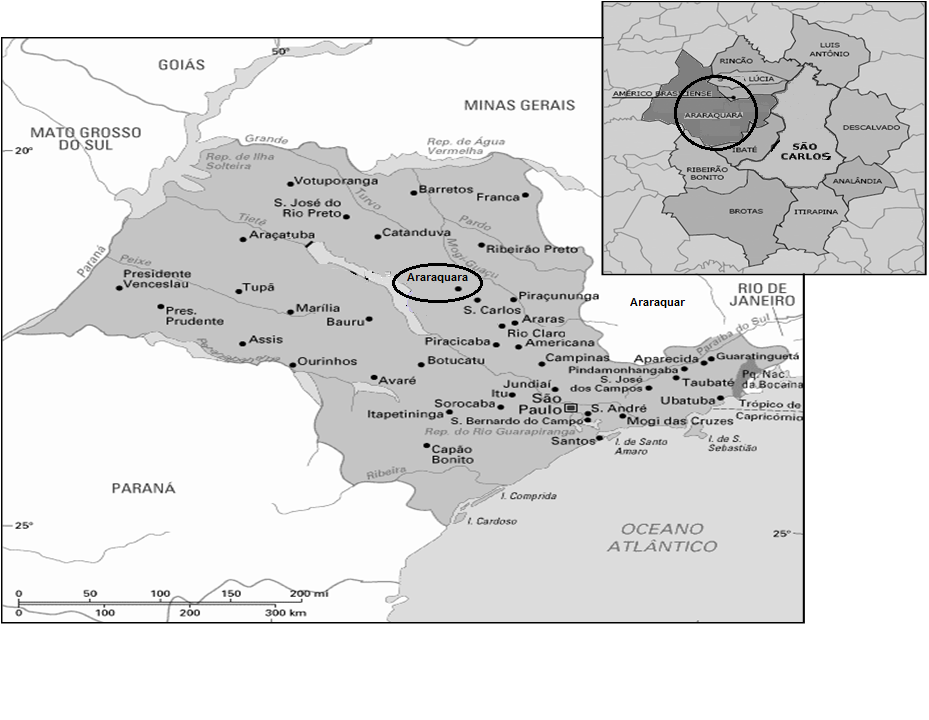 50°
GOIÁS
MINAS GERAIS
MATO GROSSO
DO SUL
20°
Grande
Rep. de Ilha
Solteira
Rep. de Água
Vermelha
Votuporanga
Turvo
Barretos
Franca
S. José do
Rio Preto
Tietê
Pardo
Araçatuba
Catanduva
Mogi-Guaçu
Ribeirão Preto
Paraná
Peixe
Presidente
Venceslau
Araraquara
Tupã
Piraçununga
S. Carlos
Pres.
Prudente
Marília
Bauru
Araras
Rio Claro
Assis
Piracicaba
Americana
Ourinhos
Botucatu
Campinas
Avaré
Jundiaí
Itu
São
Paulo
Sorocaba
S. André
Itapetininga
S. Bernardo do Campo
Mogi das Cruzes
Rep. do Rio Guarapiranga
Santos
Capão
Bonito
Ribeira
I. de Santo
Amaro
I. de S.
Sebastião
Aparecida
Guaratinguetá
Pindamonhangaba
S. José
dos Campos
Taubaté
Ubatuba
Pq. Nac.
da Bocaina
Trópico de
Capricórnio
Paraíba do Sul
RIO DE
JANEIRO
Araraquar
PARANÁ
I. Comprida
I. Cardoso
25°
25°
OCEANO
ATLÂNTICO
0 50 100 150 200 mi
0 100 200 300 km
LUIS
ANTÔNIO
RINCÃO
LÚCIA
AMÉRICO BRASILIENSE
ARARAQUARA
IBATÉ
SÃO
CARLOS
DESCALVADO
RIBEIRÃO
BONITO
ANALÂNDIA
BROTAS
ITIRAPINA